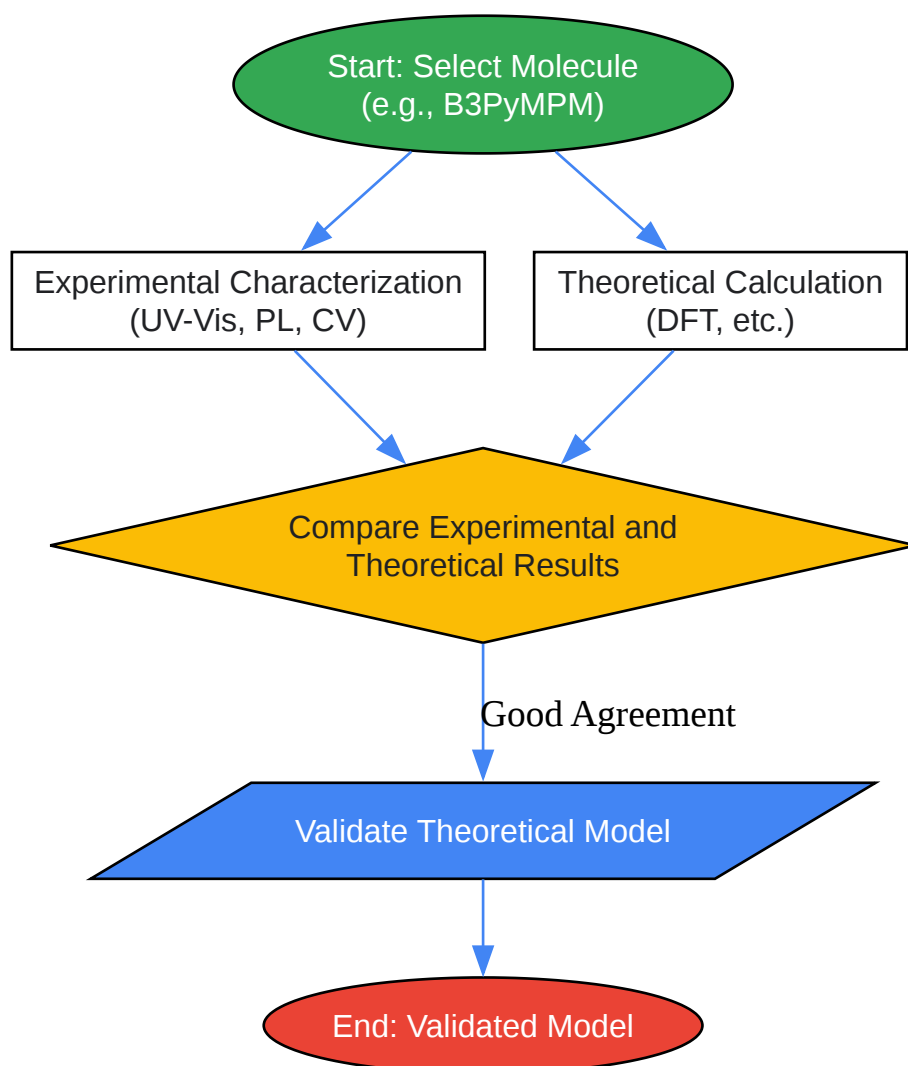 Start: Select Molecule
(e.g., B3PyMPM)
Experimental Characterization
(UV-Vis, PL, CV)
Theoretical Calculation
(DFT, etc.)
Compare Experimental and
Theoretical Results
Good Agreement
Validate Theoretical Model
End: Validated Model